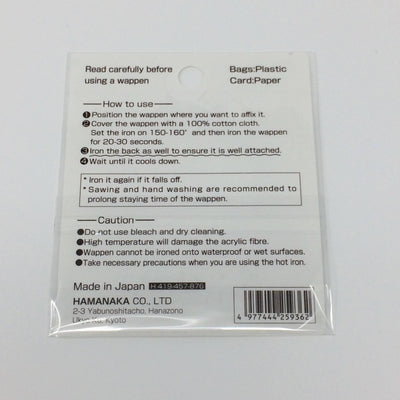 Read carefully before
using a wappen
Bags:Plastic
Card:Paper
How to use
❶Position the wappen where you want to affix it.
❷Cover the wappen with a 100% cotton cloth.
Set the iron on 150-160° and then iron the wappen
for 20-30 seconds.
③Iron the back as well to ensure it is well attached.
❹Wait until it cools down.
* Iron it again if it falls off.
* Sawing and hand washing are recommended to
prolong staying time of the wappen.
Caution
●Do not use bleach and dry cleaning.
●High temperature will damage the acrylic fibre.
●Wappen cannot be ironed onto waterproof or wet surfaces.
●Take necessary precautions when you are using the hot iron.
Made in Japan H 419-457-876
HAMANAKA CO., LTD
2-3 Yabunoshitacho, Hanazono
Ukyo-Ku, Kyoto
4 977444 259362